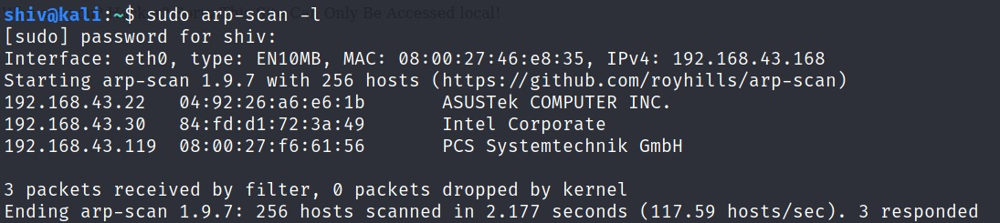 shiv@kali:~$ sudo arp-scan -l
[sudo] password for shiv:
Interface: eth0, type: EN10MB, MAC: 08:00:27:46:e8:35, IPv4: 192.168.43.168
Starting arp-scan 1.9.7 with 256 hosts (https://github.com/royhills/arp-scan)
192.168.43.22 04:92:26:a6:e6:1b ASUSTek COMPUTER INC.
192.168.43.30 84:fd:d1:72:3a:49 Intel Corporate
192.168.43.119 08:00:27:f6:61:56 PCS Systemtechnik GmbH
3 packets received by filter, 0 packets dropped by kernel
Ending arp-scan 1.9.7: 256 hosts scanned in 2.177 seconds (117.59 hosts/sec). 3 responded
Only Be Accessed local!